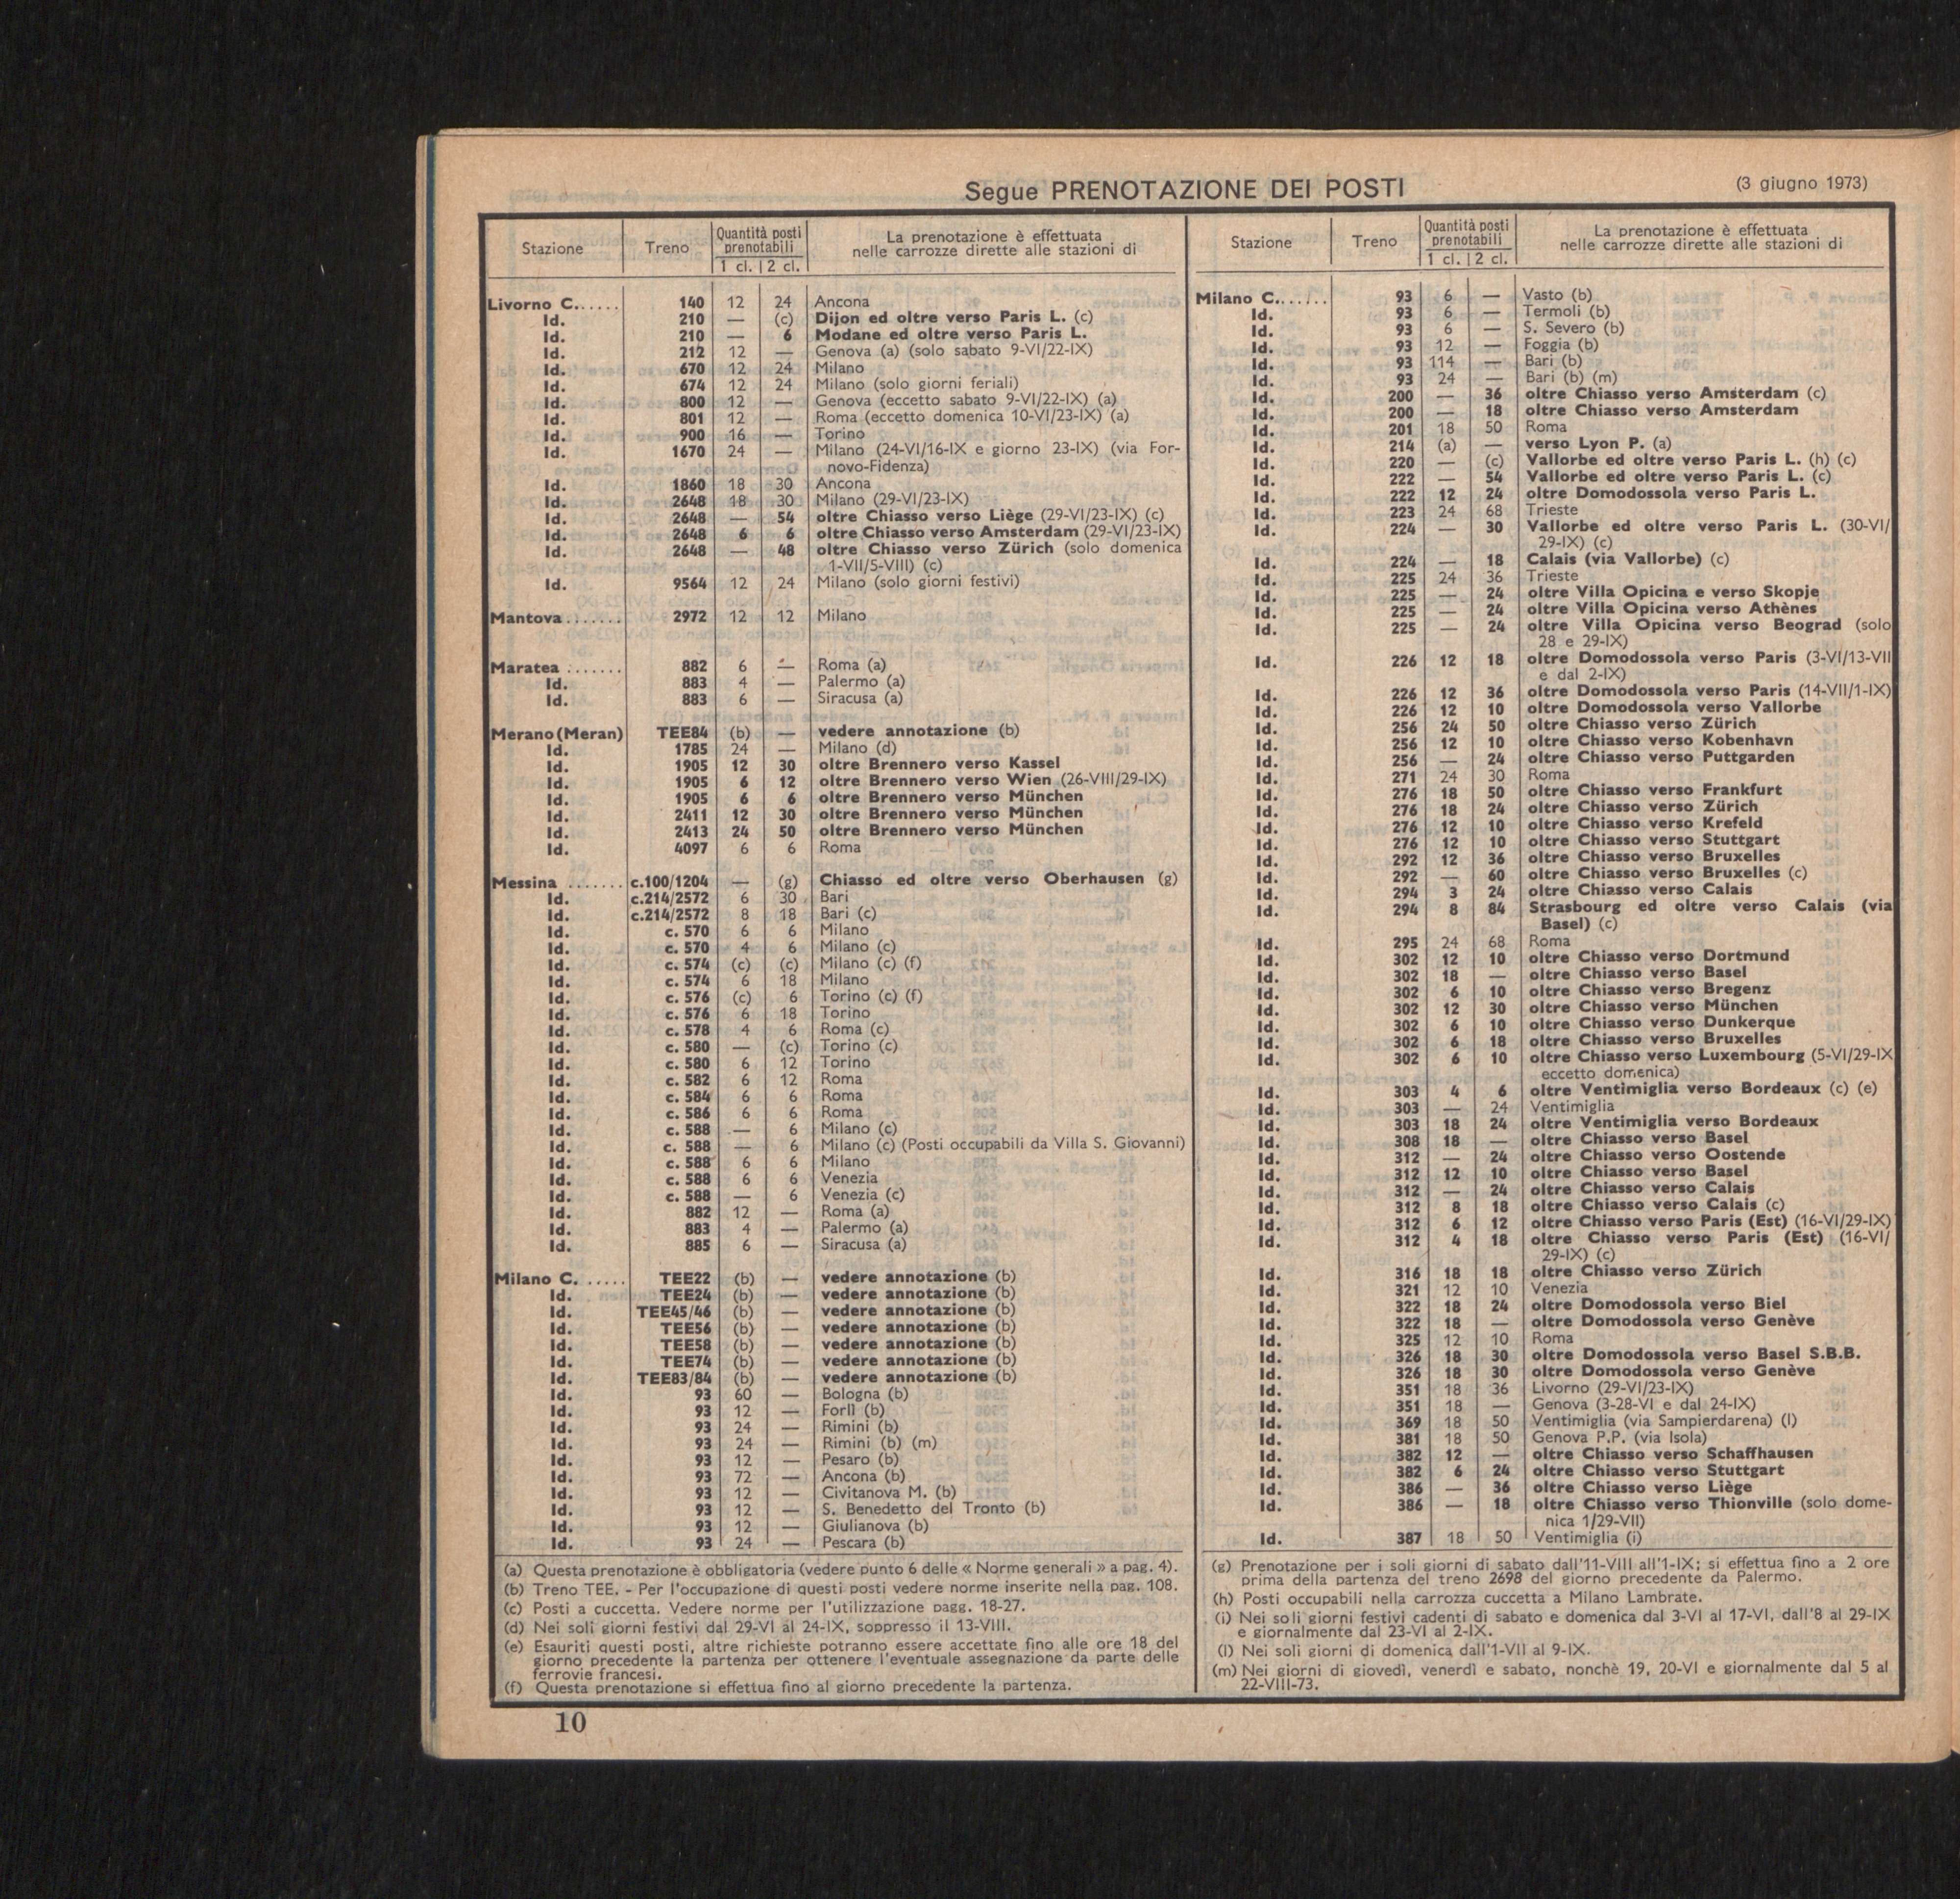 Segue PRENOTAZIONE DEI POSTI
(3 giugno 1973)
Stazione Treno Quantità posti prenotabili 1 cl. 2 cl. La prenotazione è effettuata nelle carrozze dirette alle stazioni di
Livorno C...... 140 12 24 Ancona
Id. 210 — (c) Dijon ed oltre verso Paris L. (c)
Id. 210 — 6 Modane ed oltre verso Paris L.
Id. 212 12 — Genova (a) (solo sabato 9-VI/22-IX)
Id. 670 12 24 Milano
Id. 674 12 24 Milano (solo giorni feriali)
Id. 800 12 — Genova (eccetto sabato 9-VI/22-IX) (a)
Id. 801 12 — Roma (eccetto domenica 10-VI/23-IX) (a)
Id. 900 16 — Torino
Id. 1670 24 — Milano (24-VI/16-IX e giorno 23-IX) (via For-
novo-Fidenza)
Id. 1860 18 30 Ancona
Id. 2648 18 30 Milano (29-VI/23-IX)
Id. 2648 — 54 oltre Chiasso verso Liège (29-VI/23-IX) (c)
Id. 2648 6 6 oltre Chiasso verso Amsterdam (29-VI/23-IX)
Id. 2648 — 48 oltre Chiasso verso Zürich (solo domenica
1-VII/5-VIII) (c)
Id. 9564 12 24 Milano (solo giorni festivi)
Mantova....... 2972 12 12 Milano
Maratea ....... 882 6 — Roma (a)
Id. 883 4 — Palermo (a)
Id. 883 6 — Siracusa (a)
Merano (Meran) TEE84 (b) — vedere annotazione (b)
Id. 1785 24 — Milano (d)
Id. 1905 12 30 oltre Brennero verso Kassel
Id. 1905 6 12 oltre Brennero verso Wien (26-VIII/29-IX)
Id. 1905 6 6 oltre Brennero verso München
Id. 2411 12 30 oltre Brennero verso München
Id. 2413 24 50 oltre Brennero verso München
Id. 4097 6 6 Roma
Messina ....... c.100/1204 — (g) Chiasso ed oltre verso Oberhausen (g)
Id. c.214/2572 6 30 Bari
Id. c.214/2572 8 18 Bari (c)
Id. c. 570 6 6 Milano
Id. c. 570 4 6 Milano (c)
Id. c. 574 (c) (c) Milano (c) (f)
Id. c. 574 6 18 Milano
Id. c. 576 (c) 6 Torino (c) (f)
Id. c. 576 6 18 Torino
Id. c. 578 4 6 Roma (c)
Id. c. 580 — (c) Torino (c)
Id. c. 580 6 12 Torino
Id. c. 582 6 12 Roma
Id. c. 584 6 6 Roma
Id. c. 586 6 6 Roma
Id. c. 588 — 6 Milano (c)
Id. c. 588 — 6 Milano (c) (Posti occupabili da Villa S. Giovanni)
Id. c. 588 6 6 Milano
Id. c. 588 6 6 Venezia
Id. c. 588 — 6 Venezia (c)
Id. 882 12 — Roma (a)
Id. 883 4 — Palermo (a)
Id. 885 6 — Siracusa (a)
Milano C. ..... TEE22 (b) — vedere annotazione (b)
Id. TEE24 (b) — vedere annotazione (b)
Id. TEE45/46 (b) — vedere annotazione (b)
Id. TEE56 (b) — vedere annotazione (b)
Id. TEE58 (b) — vedere annotazione (b)
Id. TEE74 (b) — vedere annotazione (b)
Id. TEE83/84 (b) — vedere annotazione (b)
Id. 93 60 — Bologna (b)
Id. 93 12 — Forlì (b)
Id. 93 24 — Rimini (b)
Id. 93 24 — Rimini (b) (m)
Id. 93 12 — Pesaro (b)
Id. 93 72 — Ancona (b)
Id. 93 12 — Civitanova M. (b)
Id. 93 12 — S. Benedetto del Tronto (b)
Id. 93 12 — Giulianova (b)
Id. 93 24 — Pescara (b)
(a) Questa prenotazione è obbligatoria (vedere punto 6 delle « Norme generali » a pag. 4).
(b) Treno TEE. - Per l'occupazione di questi posti vedere norme inserite nella pag. 108.
(c) Posti a cuccetta. Vedere norme per l'utilizzazione pagg. 18-27.
(d) Nei soli giorni festivi dal 29-VI al 24-IX, soppresso il 13-VIII.
(e) Esauriti questi posti, altre richieste potranno essere accettate fino alle ore 18 del
giorno precedente la partenza per ottenere l'eventuale assegnazione da parte delle
ferrovie francesi.
(f) Questa prenotazione si effettua fino al giorno precedente la partenza.
10
Stazione Treno Quantità posti prenotabili 1 cl. 2 cl. La prenotazione è effettuata nelle carrozze dirette alle stazioni di
Milano C....... 93 6 — Vasto (b)
Id. 93 6 — Termoli (b)
Id. 93 6 — S. Severo (b)
Id. 93 12 — Foggia (b)
Id. 93 114 — Bari (b)
Id. 93 24 — Bari (b) (m)
Id. 200 — 36 oltre Chiasso verso Amsterdam (c)
Id. 200 — 18 oltre Chiasso verso Amsterdam
Id. 201 18 50 Roma
Id. 214 (a) — verso Lyon P. (a)
Id. 220 — (c) Vallorbe ed oltre verso Paris L. (h) (c)
Id. 222 — 54 Vallorbe ed oltre verso Paris L. (c)
Id. 222 12 24 oltre Domodossola verso Paris L.
Id. 223 24 68 Trieste
Id. 224 — 30 Vallorbe ed oltre verso Paris L. (30-VI/
29-IX) (c)
Id. 224 — 18 Calais (via Vallorbe) (c)
Id. 225 24 36 Trieste
Id. 225 — 24 oltre Villa Opicina e verso Skopje
Id. 225 — 24 oltre Villa Opicina verso Athènes
Id. 225 — 24 oltre Villa Opicina verso Beograd (solo
28 e 29-IX)
Id. 226 12 18 oltre Domodossola verso Paris (3-VI/13-VII
e dal 2-IX)
Id. 226 12 36 oltre Domodossola verso Paris (14-VII/1-IX)
Id. 226 12 10 oltre Domodossola verso Vallorbe
Id. 256 24 50 oltre Chiasso verso Zürich
Id. 256 12 10 oltre Chiasso verso Kobenhavn
Id. 256 — 24 oltre Chiasso verso Puttgarden
Id. 271 24 30 Roma
Id. 276 18 50 oltre Chiasso verso Frankfurt
Id. 276 18 24 oltre Chiasso verso Zürich
Id. 276 12 10 oltre Chiasso verso Krefeld
Id. 276 12 10 oltre Chiasso verso Stuttgart
Id. 292 12 36 oltre Chiasso verso Bruxelles
Id. 292 — 60 oltre Chiasso verso Bruxelles (c)
Id. 294 3 24 oltre Chiasso verso Calais
Id. 294 8 84 Strasbourg ed oltre verso Calais (via
Basel) (c)
Id. 295 24 68 Roma
Id. 302 12 10 oltre Chiasso verso Dortmund
Id. 302 18 — oltre Chiasso verso Basel
Id. 302 6 10 oltre Chiasso verso Bregenz
Id. 302 12 30 oltre Chiasso verso München
Id. 302 6 10 oltre Chiasso verso Dunkerque
Id. 302 6 18 oltre Chiasso verso Bruxelles
Id. 302 6 10 oltre Chiasso verso Luxembourg (5-VI/29-IX
eccetto domenica)
Id. 303 4 6 oltre Ventimiglia verso Bordeaux (c) (e)
Id. 303 — 24 Ventimiglia
Id. 303 18 24 oltre Ventimiglia verso Bordeaux
Id. 308 18 — oltre Chiasso verso Basel
Id. 312 — 24 oltre Chiasso verso Oostende
Id. 312 12 10 oltre Chiasso verso Basel
Id. 312 — 24 oltre Chiasso verso Calais
Id. 312 8 18 oltre Chiasso verso Calais (c)
Id. 312 6 12 oltre Chiasso verso Paris (Est) (16-VI/29-IX)
Id. 312 4 18 oltre Chiasso verso Paris (Est) (16-VI/
29-IX) (c)
Id. 316 18 18 oltre Chiasso verso Zürich
Id. 321 12 10 Venezia
Id. 322 18 24 oltre Domodossola verso Biel
Id. 322 18 — oltre Domodossola verso Genève
Id. 325 12 10 Roma
Id. 326 18 30 oltre Domodossola verso Basel S.B.B.
Id. 326 18 30 oltre Domodossola verso Genève
Id. 351 18 36 Livorno (29-VI/23-IX)
Id. 351 18 — Genova (3-28-VI e dal 24-IX)
Id. 369 18 50 Ventimiglia (via Sampierdarena) (l)
Id. 381 18 50 Genova P.P. (via Isola)
Id. 382 12 — oltre Chiasso verso Schaffhausen
Id. 382 6 24 oltre Chiasso verso Stuttgart
Id. 386 — 36 oltre Chiasso verso Liège
Id. 386 — 18 oltre Chiasso verso Thionville (solo dome-
nica 1/29-VII)
Id. 387 18 50 Ventimiglia (i)
(g) Prenotazione per i soli giorni di sabato dall'11-VIII all'1-IX; si effettua fino a 2 ore
prima della partenza del treno 2698 del giorno precedente da Palermo.
(h) Posti occupabili nella carrozza cuccetta a Milano Lambrate.
(i) Nei soli giorni festivi cadenti di sabato e domenica dal 3-VI al 17-VI, dall'8 al 29-IX
e giornalmente dal 23-VI al 2-IX.
(l) Nei soli giorni di domenica dall'1-VII al 9-IX.
(m) Nei giorni di giovedì, venerdì e sabato, nonchè 19, 20-VI e giornalmente dal 5 al
22-VIII-73.